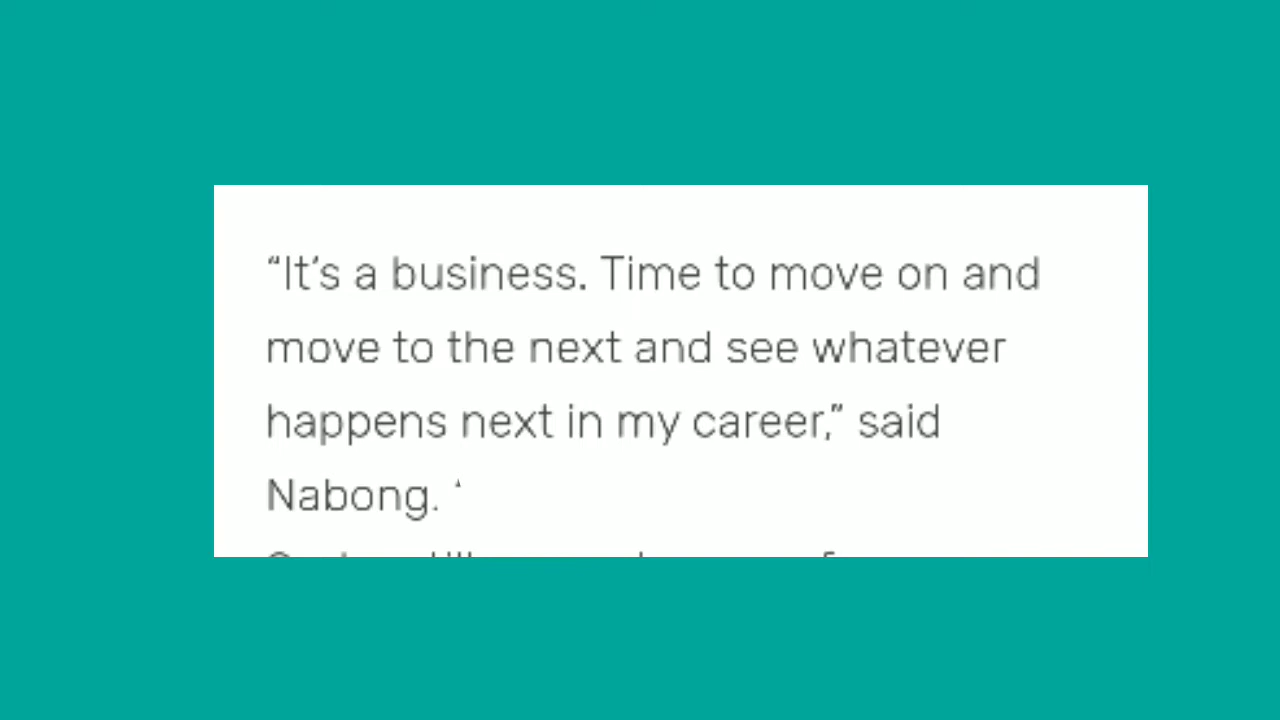 “It’s a business. Time to move on and
move to the next and see whatever
happens next in my career,” said
Nabong.